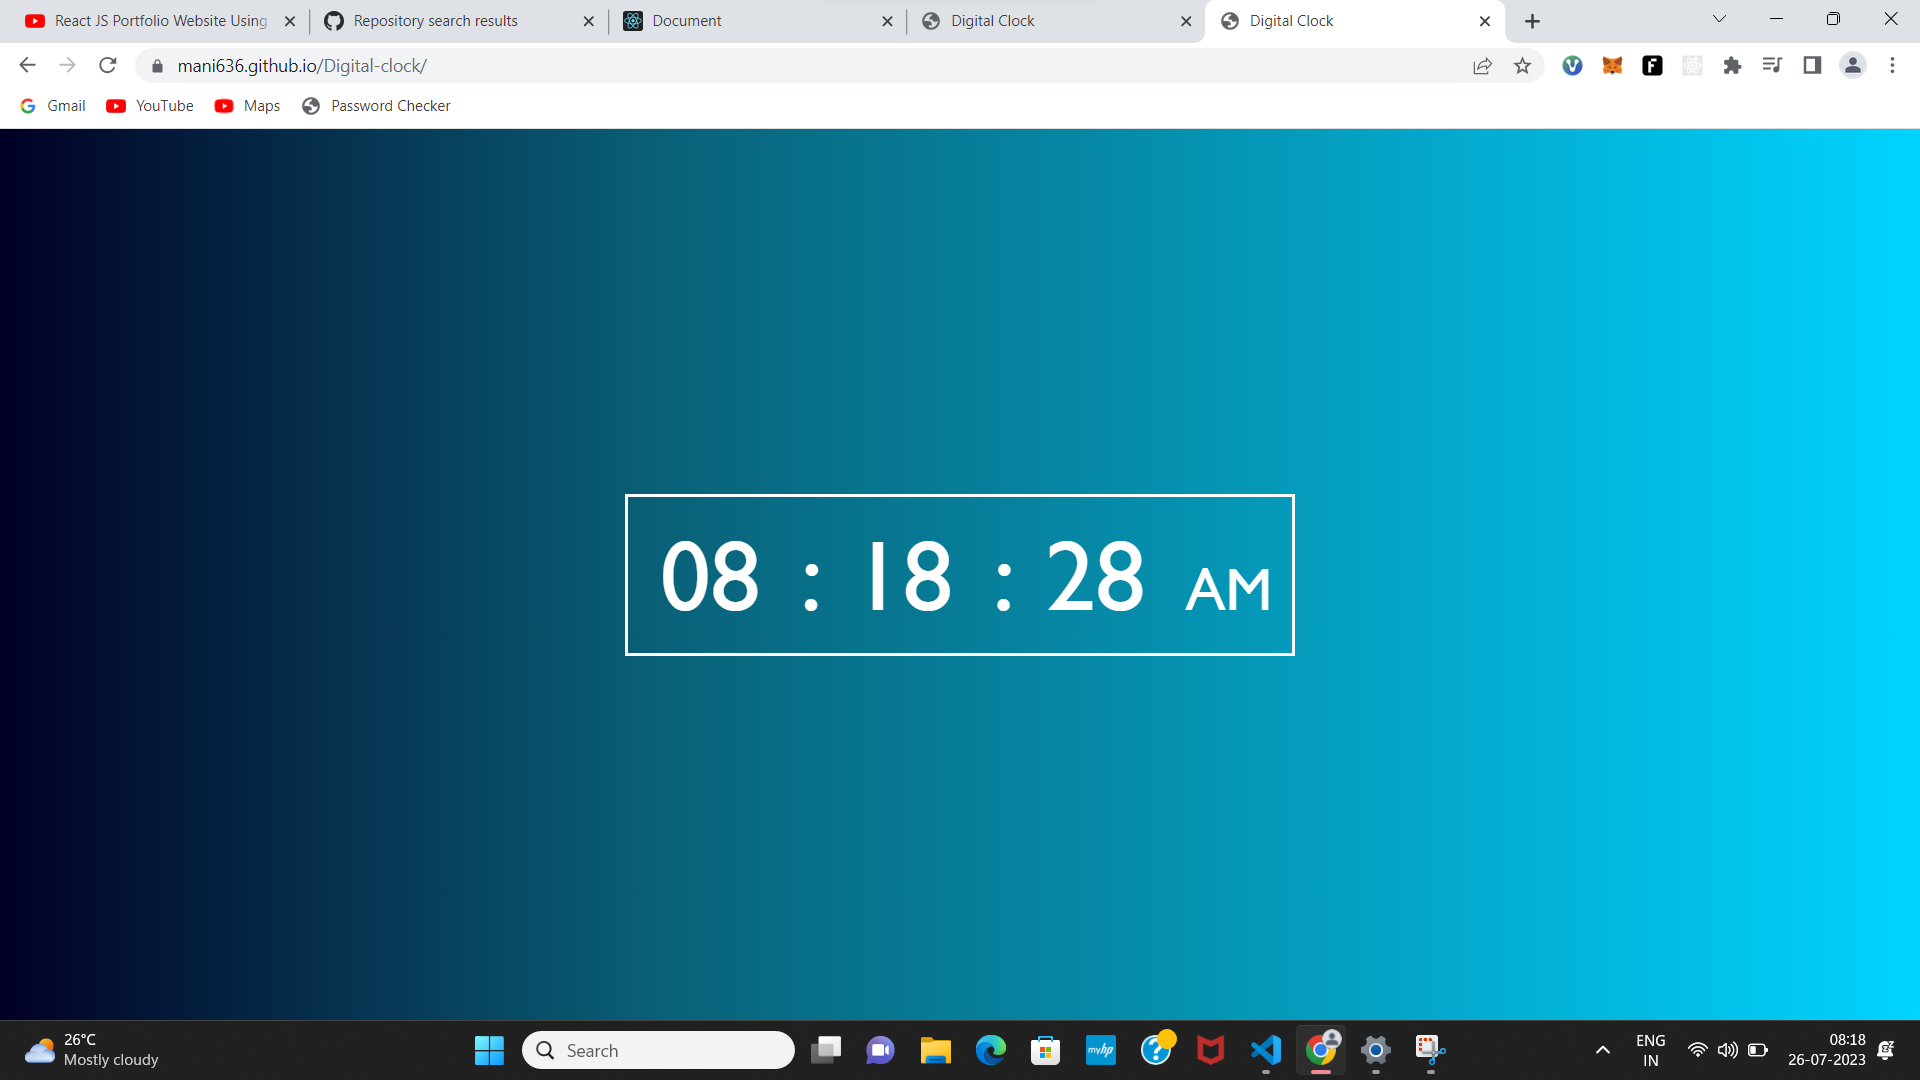 React JS Portfolio Website Using
Repository search results
Document
Digital Clock
Digital Clock
mani636.github.io/Digital-clock/
Gmail
YouTube
Maps
Password Checker
08 : 18 : 28 AM
26°C
Mostly cloudy
Search
myhp
ENG
IN
08:18
26-07-2023